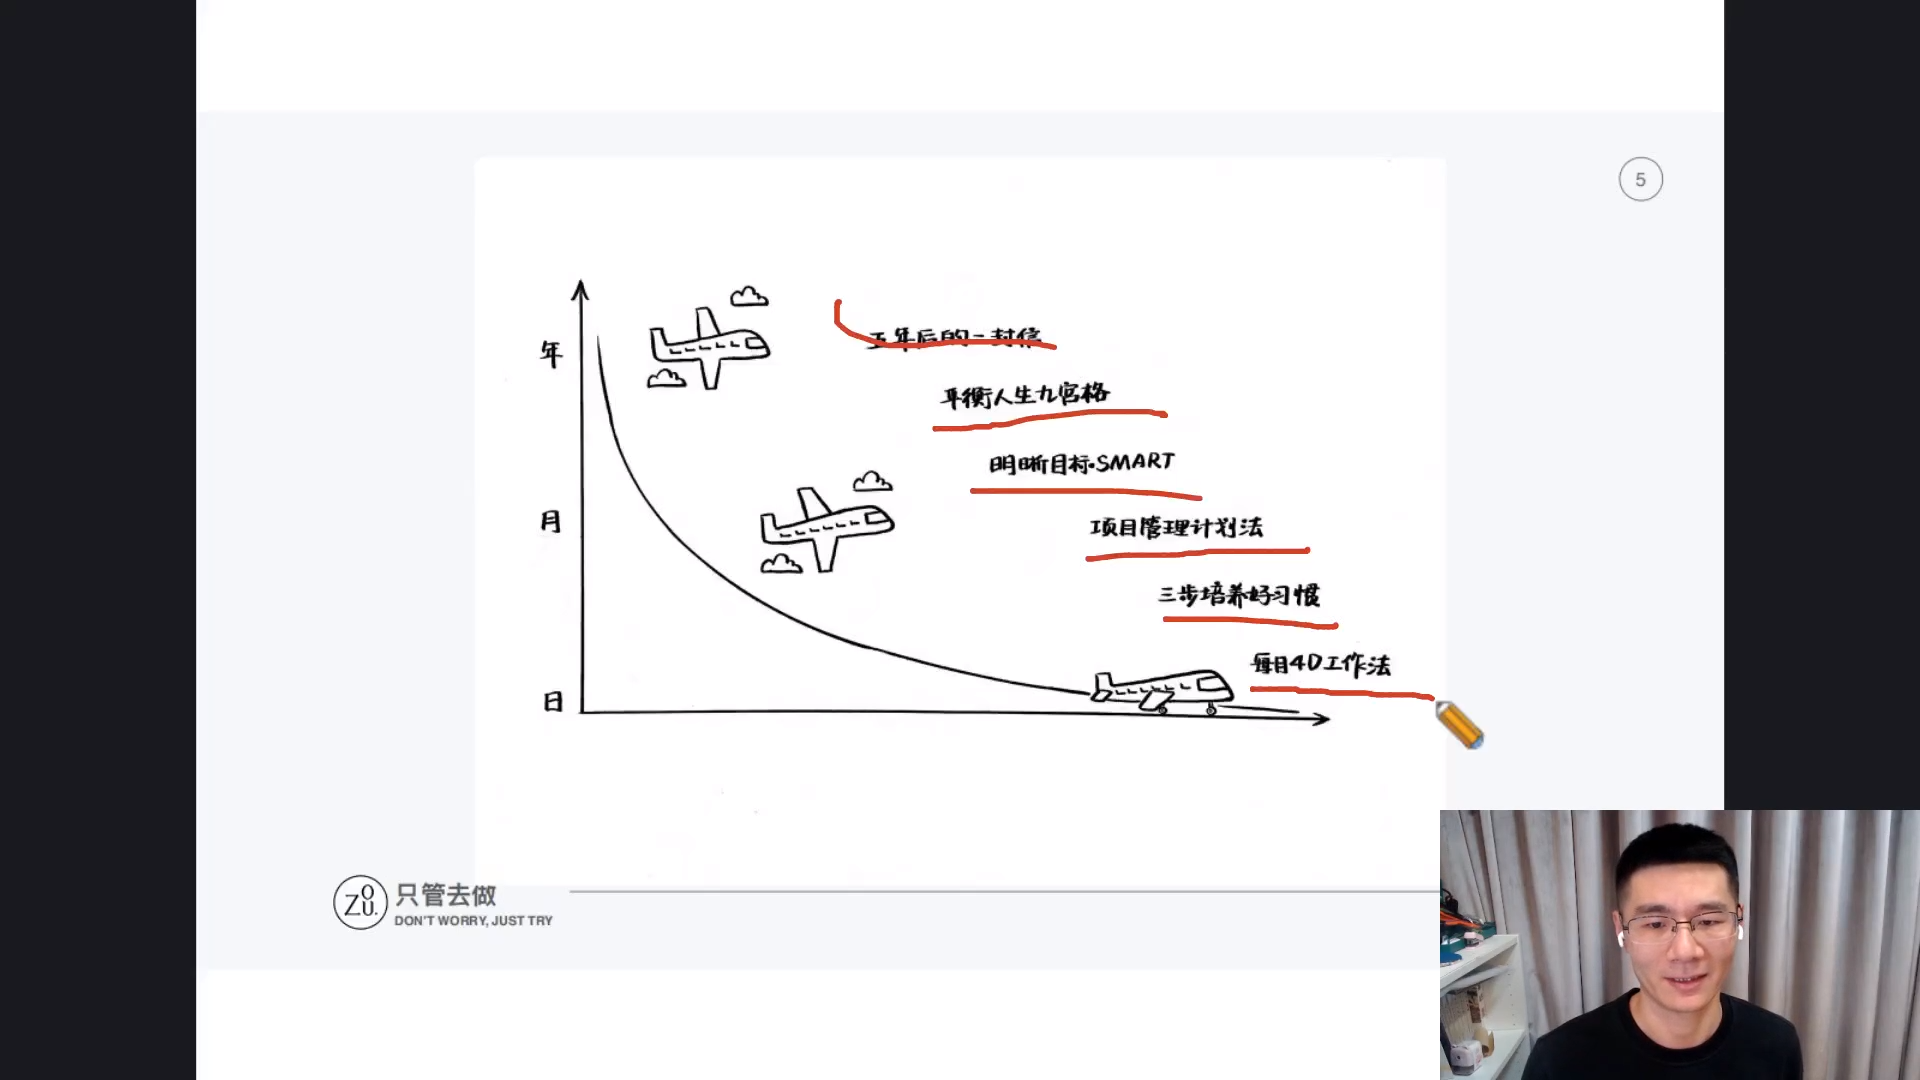 5
年
五年后的一封信
平衡人生九宫格
明晰目标·SMART
月
项目管理计划法
三步培养好习惯
每日4D工作法
日
ZOU.
只管去做
DON'T WORRY, JUST TRY